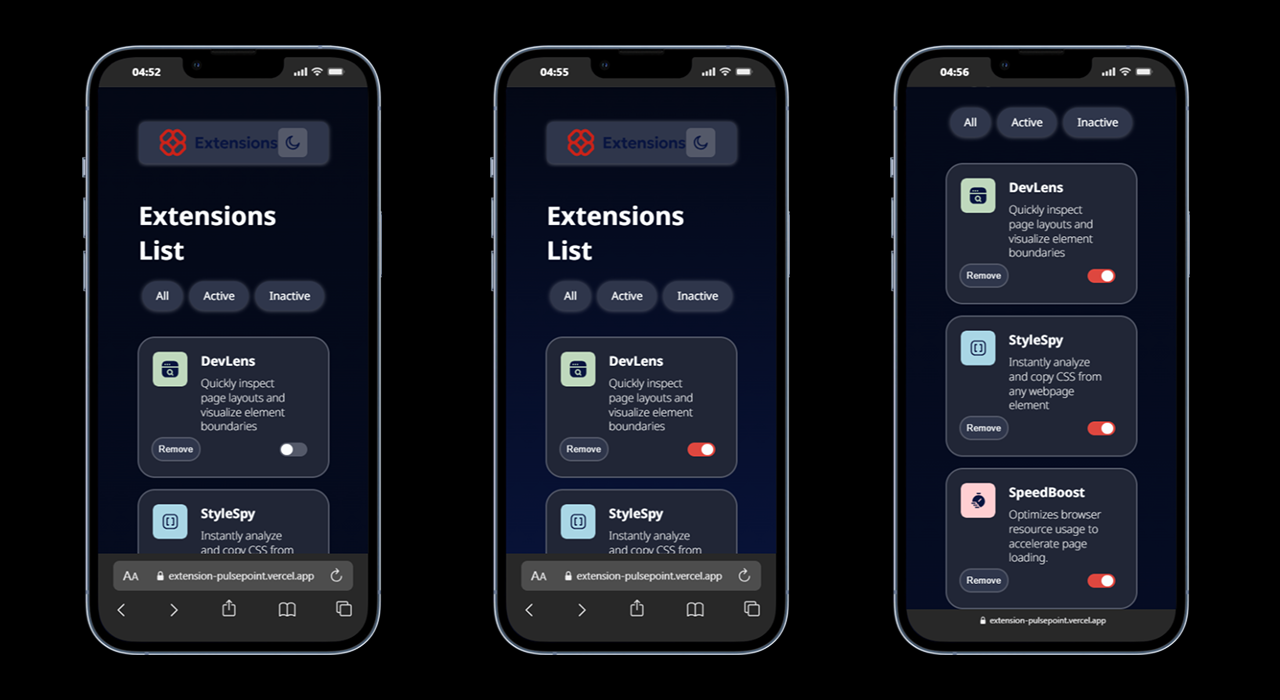 04:52
Extensions
Extensions
List
All Active Inactive
DevLens
Quickly inspect
page layouts and
visualize element
boundaries
Remove
StyleSpy
Instantly analyze
and copy CSS from
AA extension-pulsepoint.vercel.app
04:55
Extensions
Extensions
List
All Active Inactive
DevLens
Quickly inspect
page layouts and
visualize element
boundaries
Remove
StyleSpy
Instantly analyze
and copy CSS from
AA extension-pulsepoint.vercel.app
04:56
All Active Inactive
DevLens
Quickly inspect
page layouts and
visualize element
boundaries
Remove
StyleSpy
Instantly analyze
and copy CSS from
any webpage
element
Remove
SpeedBoost
Optimizes browser
resource usage to
accelerate page
loading.
Remove
extension-pulsepoint.vercel.app